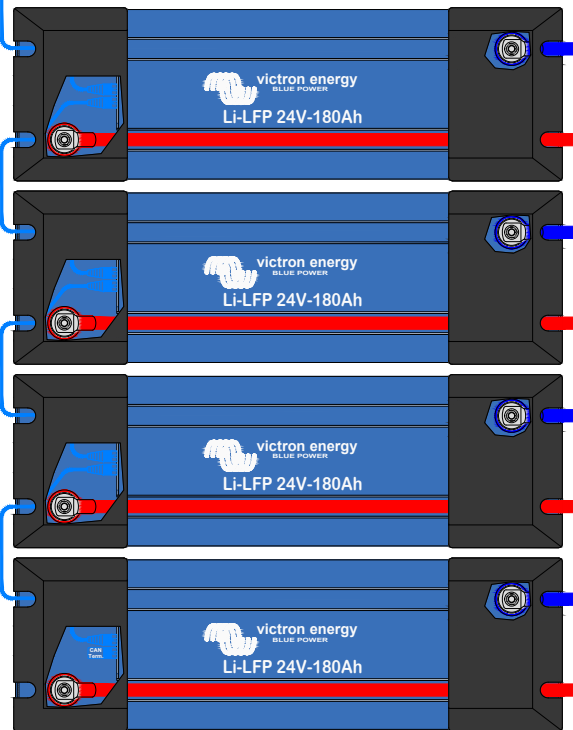 victron energy
BLUE POWER
Li-LFP 24V-180Ah
victron energy
BLUE POWER
Li-LFP 24V-180Ah
victron energy
BLUE POWER
Li-LFP 24V-180Ah
victron energy
BLUE POWER
CAN
Term.
Li-LFP 24V-180Ah